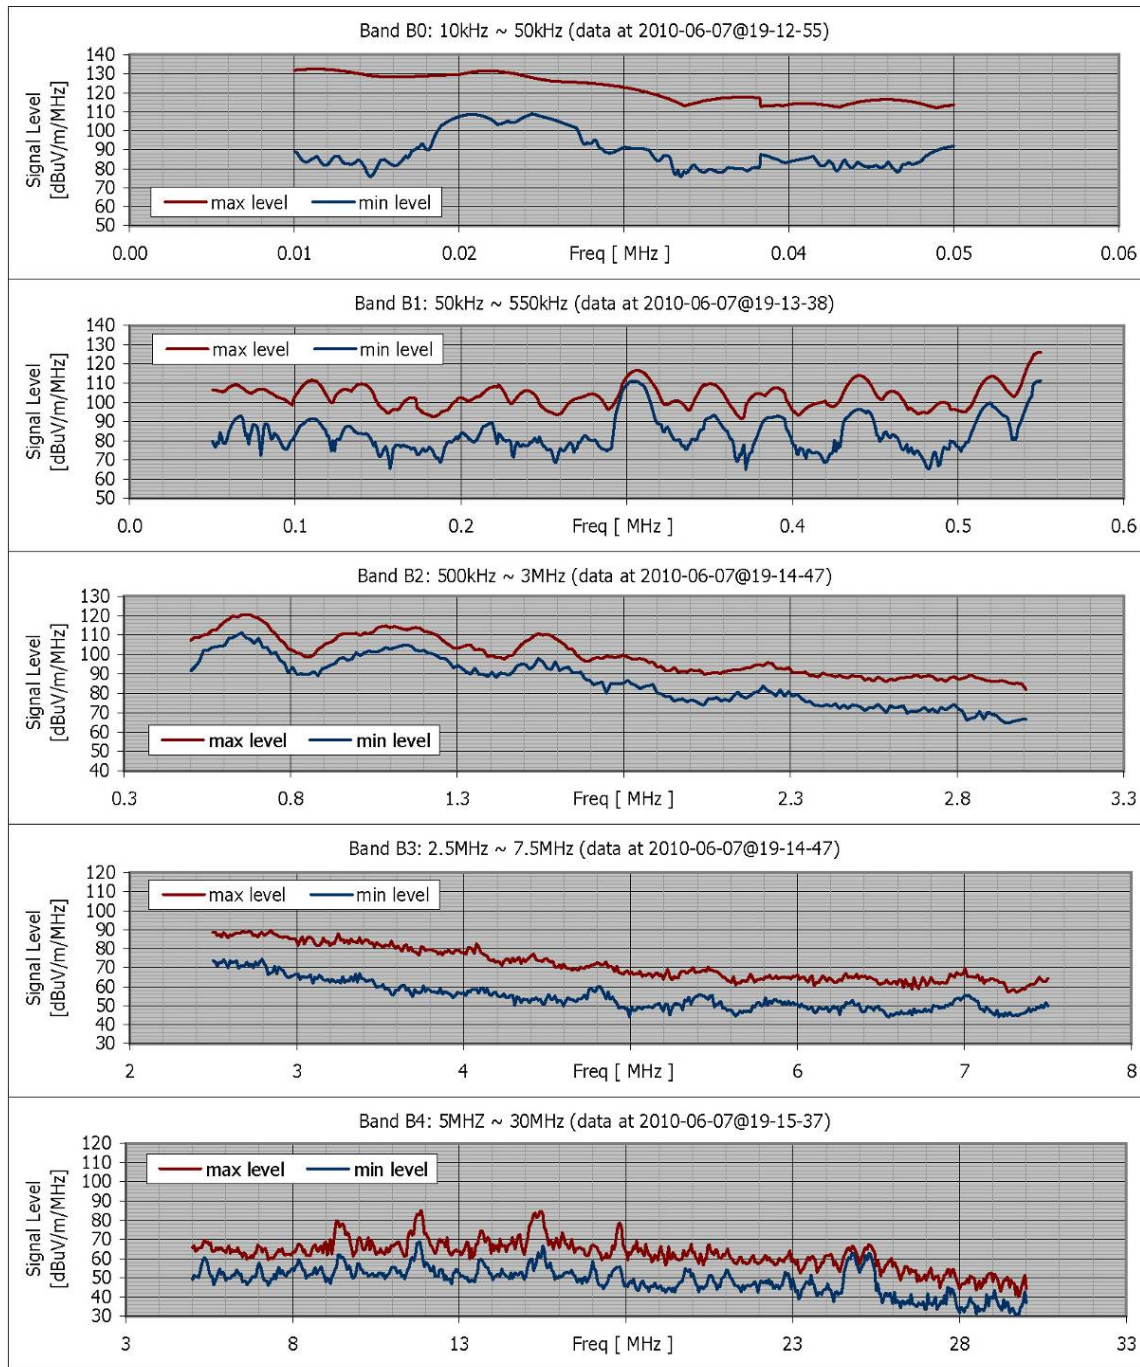 Band B0: 10kHz ~ 50kHz (data at 2010-06-07@19-12-55)
Signal Level
[dBuV/m/MHz]
140
130
120
110
100
90
80
70
60
50
max level min level
0.00 0.01 0.02 Freq [ MHz ] 0.04 0.05 0.06
Band B1: 50kHz ~ 550kHz (data at 2010-06-07@19-13-38)
Signal Level
[dBuV/m/MHz]
140
130
120
110
100
90
80
70
60
50
max level min level
0.0 0.1 0.2 Freq [ MHz ] 0.4 0.5 0.6
Band B2: 500kHz ~ 3MHz (data at 2010-06-07@19-14-47)
Signal Level
[dBuV/m/MHz]
130
120
110
100
90
80
70
60
50
40
max level min level
0.3 0.8 1.3 Freq [ MHz ] 2.3 2.8 3.3
Band B3: 2.5MHz ~ 7.5MHz (data at 2010-06-07@19-14-47)
Signal Level
[dBuV/m/MHz]
120
110
100
90
80
70
60
50
40
30
max level min level
2 3 4 Freq [ MHz ] 6 7 8
Band B4: 5MHZ ~ 30MHz (data at 2010-06-07@19-15-37)
Signal Level
[dBuV/m/MHz]
120
110
100
90
80
70
60
50
40
30
max level min level
3 8 13 Freq [ MHz ] 23 28 33